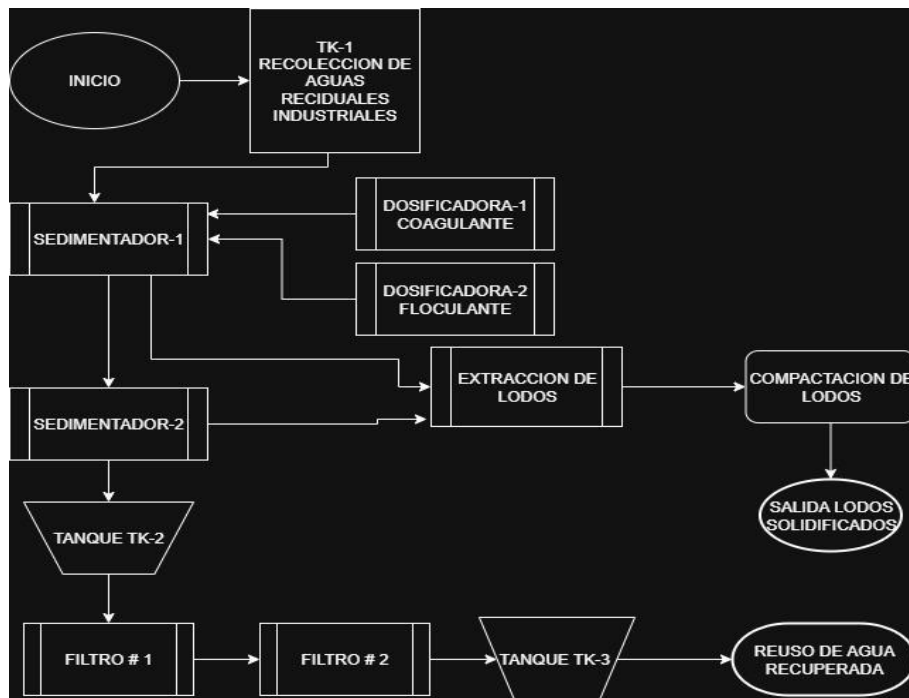 INICIO
TK-1
RECOLECCION DE
AGUAS
RECIDUALES
INDUSTRIALES
SEDIMENTADOR-1
DOSIFICADORA-1
COAGULANTE
DOSIFICADORA-2
FLOCULANTE
EXTRACCION DE
LODOS
COMPACTACION DE
LODOS
SEDIMENTADOR-2
SALIDA LODOS
SOLIDIFICADOS
TANQUE TK-2
FILTRO # 1
FILTRO # 2
TANQUE TK-3
REUSO DE AGUA
RECUPERADA